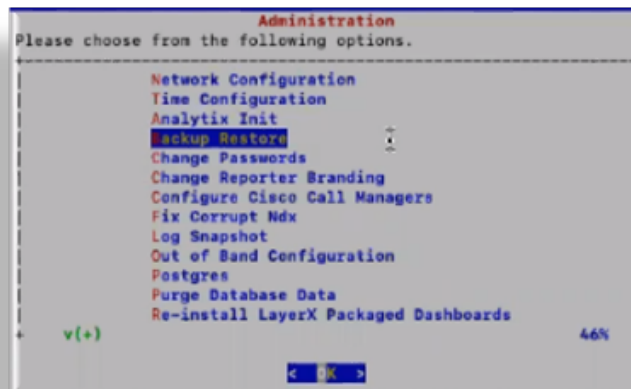 Administration
Please choose from the following options.
Network Configuration
Time Configuration
Analytix Init
Backup Restore
Change Passwords
Change Reporter Branding
Configure Cisco Call Managers
Fix Corrupt Ndx
Log Snapshot
Out of Band Configuration
Postgres
Purge Database Data
Re-install LayerX Packaged Dashboards
v(+) 46%
< OK >